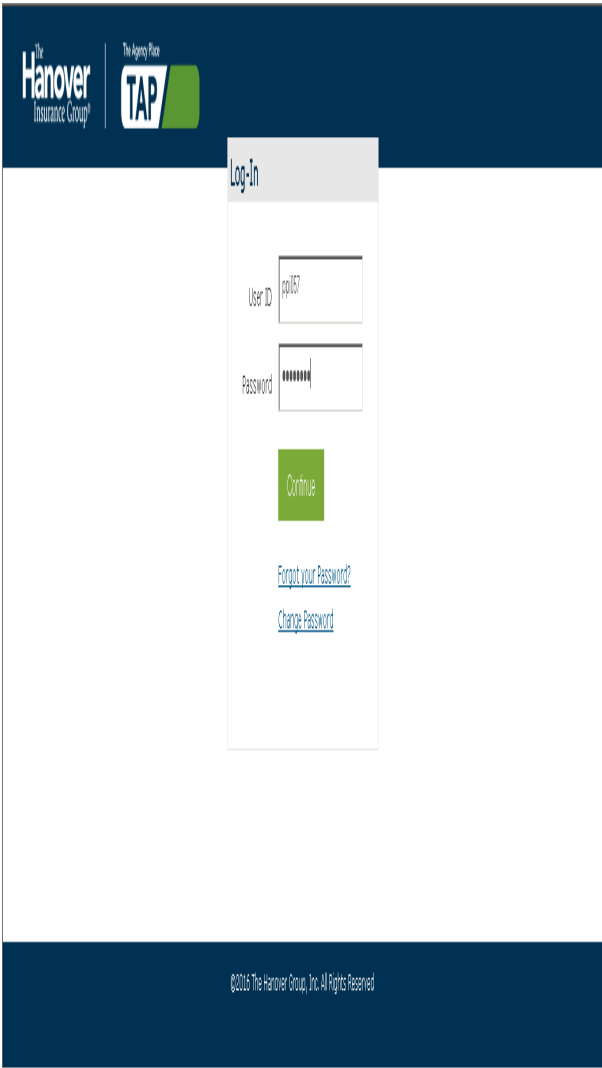 The
Hanover
Insurance Group®
The Agency Place
TAP
Log-In
User ID
ppi057
Password
••••••••
Continue
Forgot your Password?
Change Password
©2016 The Hanover Group, Inc. All Rights Reserved